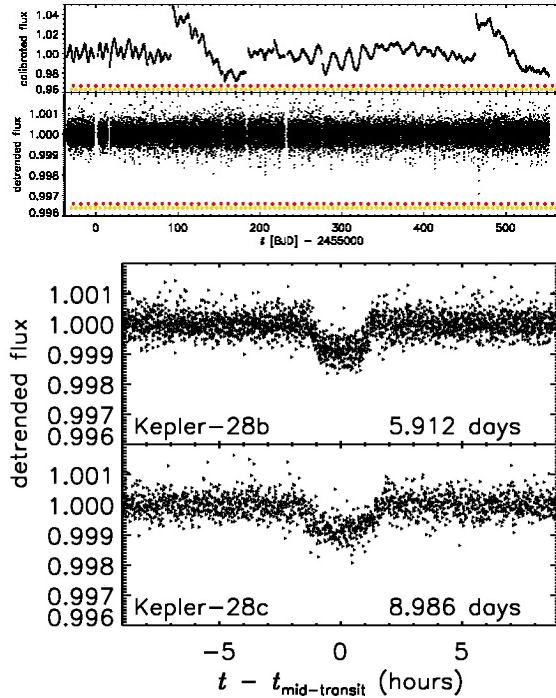 calibrated flux
1.04
1.02
1.00
0.98
0.96
detrended flux
1.001
1.000
0.999
0.998
0.997
0.996
0 100 200 300 400 500
t [BJD] - 2455000
detrended flux
1.001
1.000
0.999
0.998
0.997
0.996
Kepler-28b 5.912 days
1.001
1.000
0.999
0.998
0.997
0.996
Kepler-28c 8.986 days
-5 0 5
t - tmid-transit (hours)